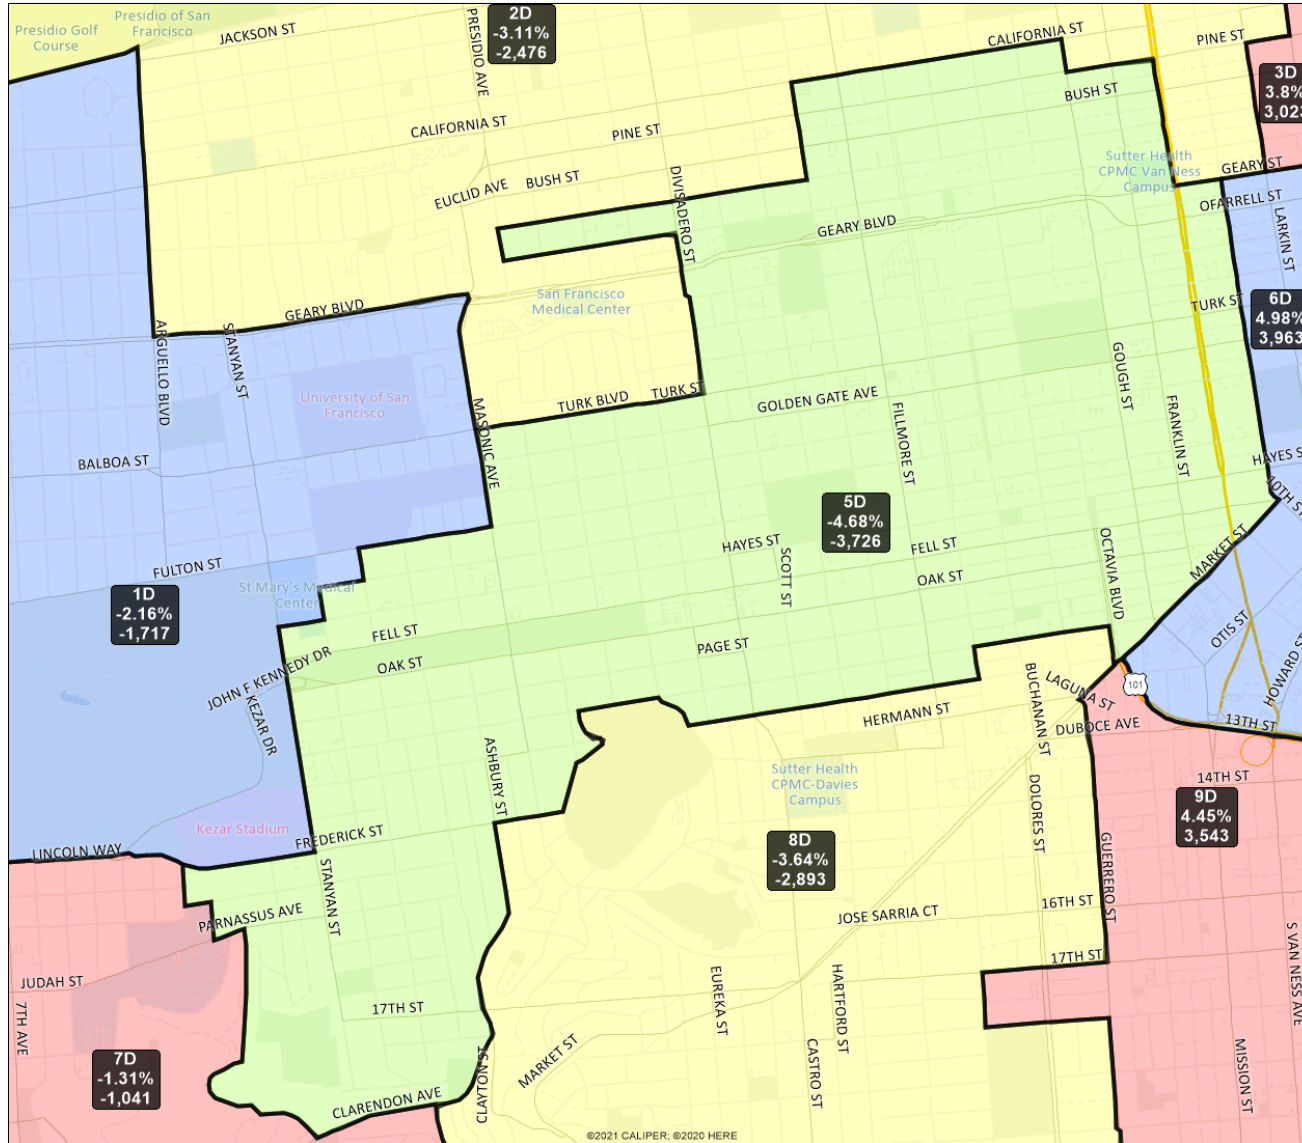 Presidio Golf
Course
Presidio of San
Francisco
JACKSON ST
PRESIDIO AVE
2D
-3.11%
-2,476
CALIFORNIA ST
PINE ST
3D
3.8%
BUSH ST
CALIFORNIA ST
PINE ST
Sutter Health
CPMC Van Ness
Campus
GEARY ST
EUCLID AVE
BUSH ST
DIVISADERO ST
OFARRELL ST
LARKIN ST
GEARY BLVD
San Francisco
Medical Center
GEARY BLVD
TURK ST
6D
4.98%
3,963
ARGUELLO BLVD
STANYAN ST
University of San
Francisco
MASONIC AVE
TURK BLVD
TURK ST
GOLDEN GATE AVE
FILLMORE ST
GOUGH ST
FRANKLIN ST
BALBOA ST
HAYES S
10TH ST
5D
-4.68%
-3,726
HAYES ST
SCOTT ST
FELL ST
OAK ST
OCTAVIA BLVD
MARKET ST
FULTON ST
St Mary's Medical
Center
1D
-2.16%
-1,717
FELL ST
OAK ST
PAGE ST
OTIS ST
HOWARD ST
JOHN F KENNEDY DR
KEZAR DR
BUCHANAN ST
LAGUNA ST
101
HERMANN ST
DUBOCE AVE
13TH ST
ASHBURY ST
Sutter Health
CPMC-Davies
Campus
DOLORES ST
14TH ST
9D
4.45%
3,543
Kezar Stadium
FREDERICK ST
LINCOLN WAY
8D
-3.64%
-2,893
GUERRERO ST
STANYAN ST
PARNASSUS AVE
JOSE SARRIA CT
16TH ST
17TH ST
S VAN NESS AVE
JUDAH ST
7TH AVE
17TH ST
EUREKA ST
HARTFORD ST
7D
-1.31%
-1,041
CLARENDON AVE
CLAYTON ST
MARKET ST
CASTRO ST
MISSION ST
©2021 CALIPER; ©2020 HERE